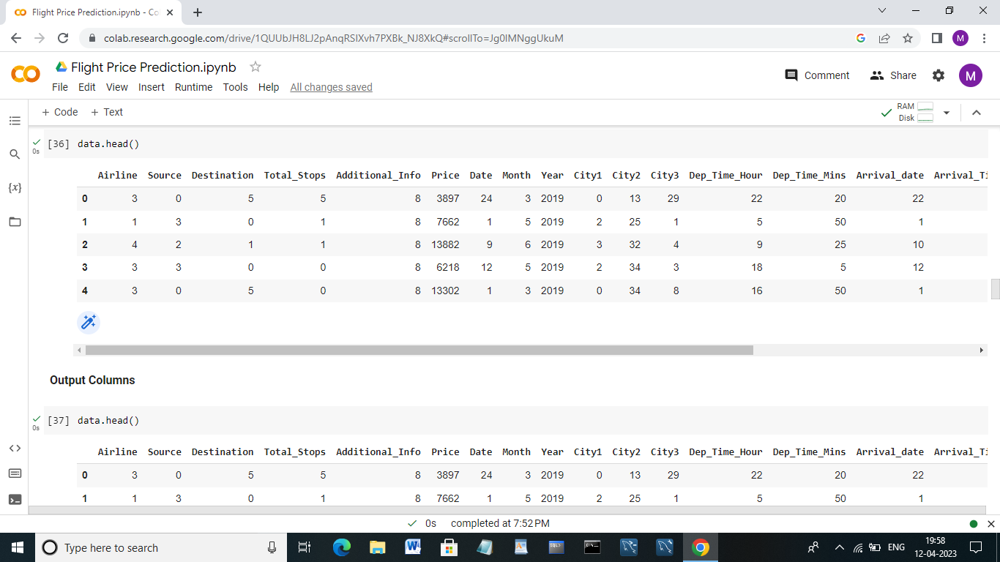 Flight Price Prediction.ipynb - Co
colab.research.google.com/drive/1QUUbJH8LJ2pAnqRSIXvh7PXBk_NJ8XkQ#scrollTo=Jg0lMNggUkuM
M
Flight Price Prediction.ipynb
File Edit View Insert Runtime Tools Help All changes saved
Comment Share M
+ Code + Text
RAM
Disk
[36] data.head()
0s
Airline Source Destination Total_Stops Additional_Info Price Date Month Year City1 City2 City3 Dep_Time_Hour Dep_Time_Mins Arrival_date Arrival_Ti
0 3 0 5 5 8 3897 24 3 2019 0 13 29 22 20 22
1 1 3 0 1 8 7662 1 5 2019 2 25 1 5 50 1
2 4 2 1 1 8 13882 9 6 2019 3 32 4 9 25 10
3 3 3 0 0 8 6218 12 5 2019 2 34 3 18 5 12
4 3 0 5 0 8 13302 1 3 2019 0 34 8 16 50 1
Output Columns
[37] data.head()
0s
Airline Source Destination Total_Stops Additional_Info Price Date Month Year City1 City2 City3 Dep_Time_Hour Dep_Time_Mins Arrival_date Arrival_Ti
0 3 0 5 5 8 3897 24 3 2019 0 13 29 22 20 22
1 1 3 0 1 8 7662 1 5 2019 2 25 1 5 50 1
0s completed at 7:52 PM
Type here to search
ENG
19:58
12-04-2023